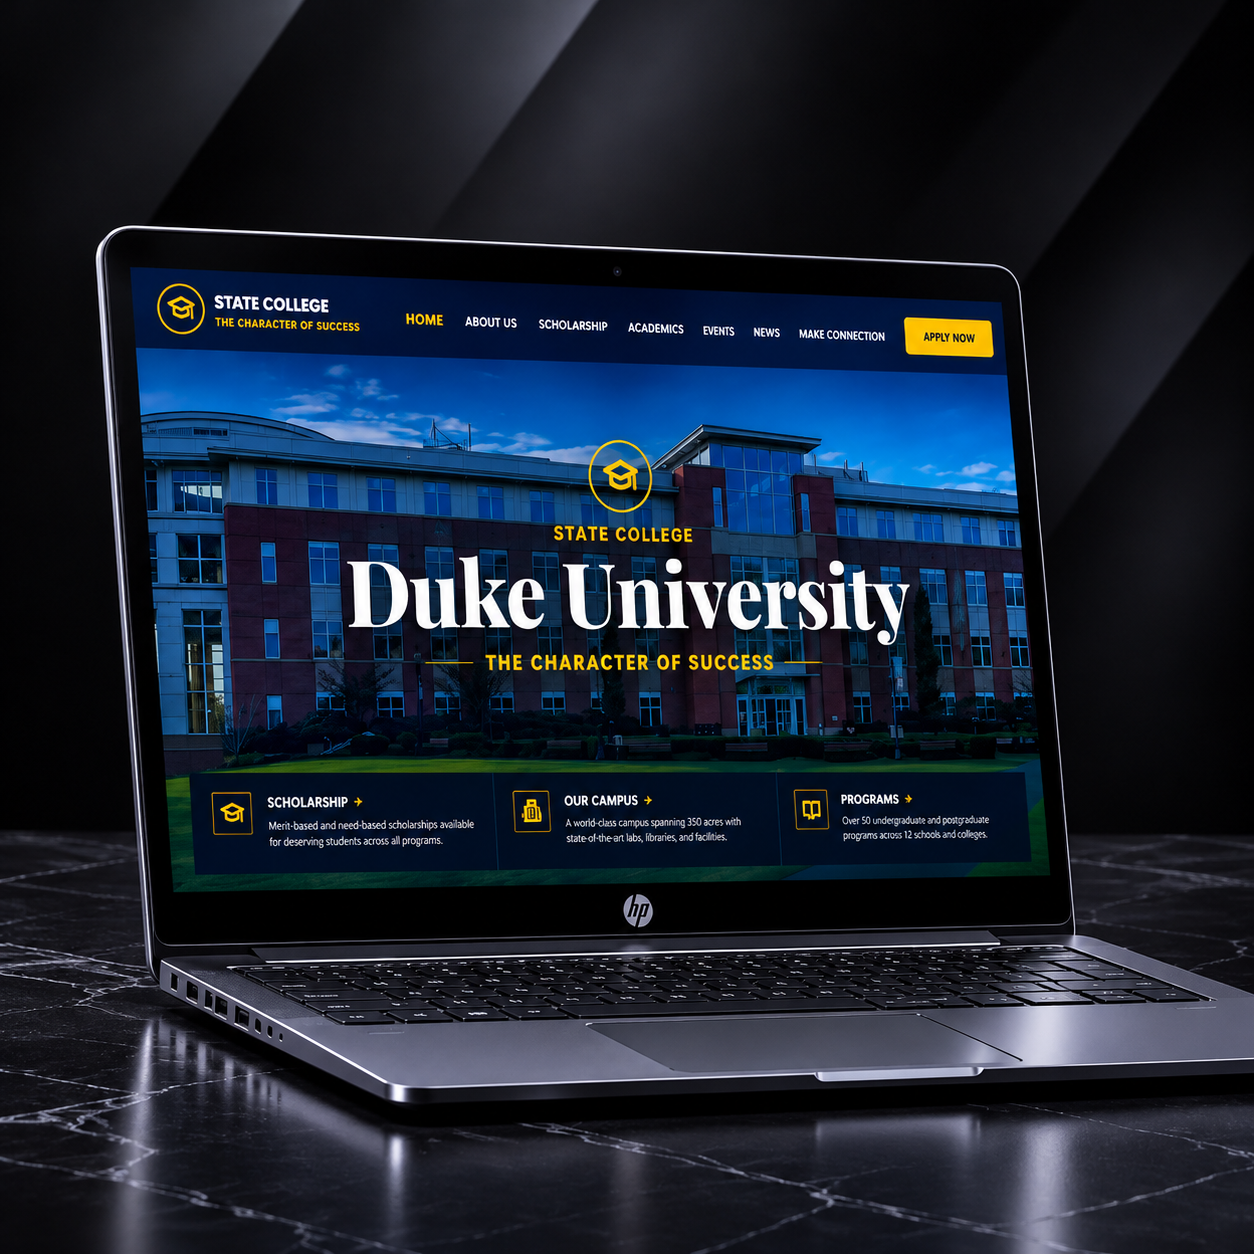 STATE COLLEGE
THE CHARACTER OF SUCCESS
HOME ABOUT US SCHOLARSHIP ACADEMICS EVENTS NEWS MAKE CONNECTION APPLY NOW
STATE COLLEGE
Duke University
THE CHARACTER OF SUCCESS
SCHOLARSHIP →
Merit-based and need-based scholarships available
for deserving students across all programs.
OUR CAMPUS →
A world-class campus spanning 350 acres with
state-of-the-art labs, libraries, and facilities.
PROGRAMS →
Over 50 undergraduate and postgraduate
programs across 12 schools and colleges.
hp